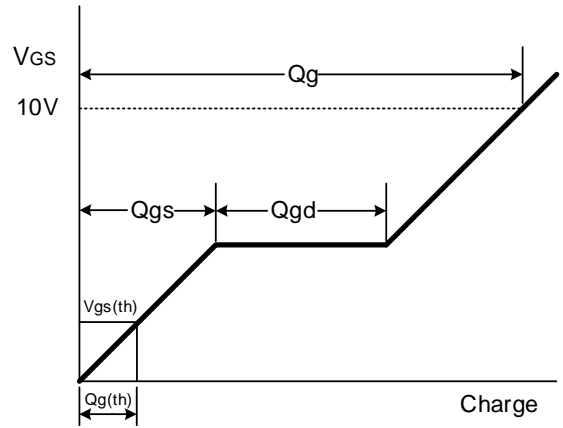 VGS
Qg
10V
Qgs
Qgd
Vgs(th)
Qg(th)
Charge